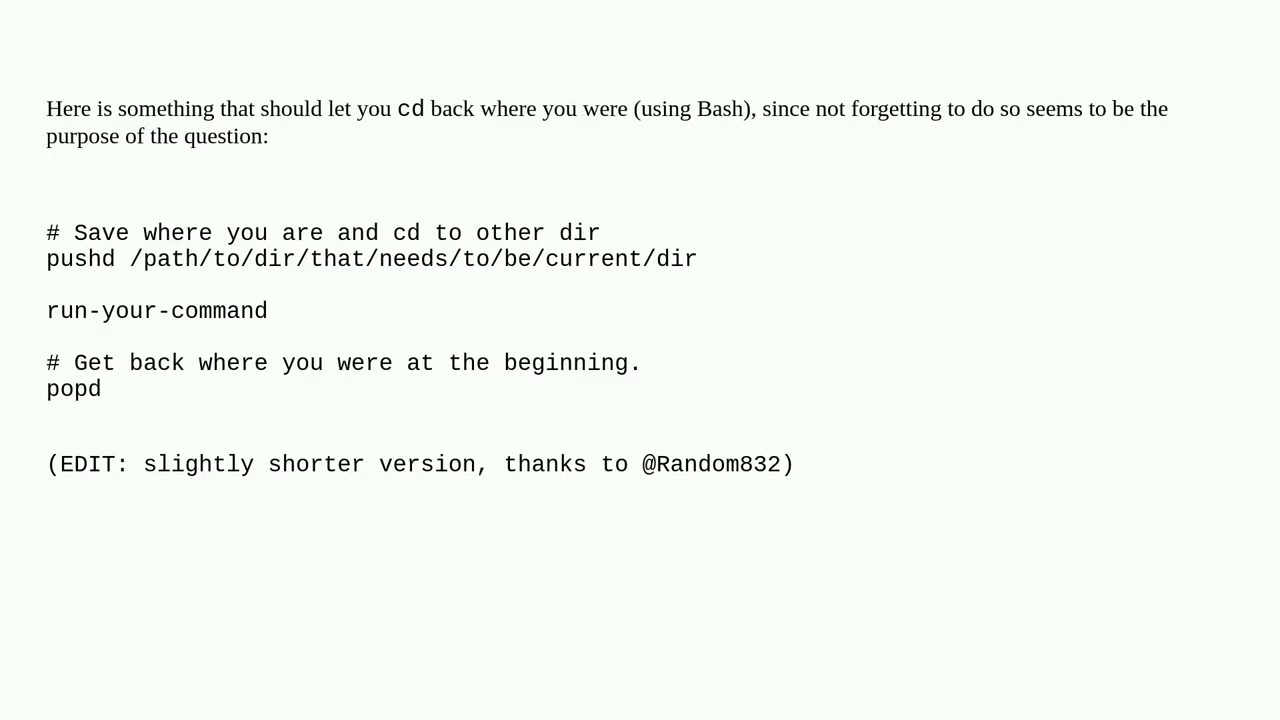 Here is something that should let you cd back where you were (using Bash), since not forgetting to do so seems to be the
purpose of the question:
# Save where you are and cd to other dir
pushd /path/to/dir/that/needs/to/be/current/dir
run-your-command
# Get back where you were at the beginning.
popd
(EDIT: slightly shorter version, thanks to @Random832)